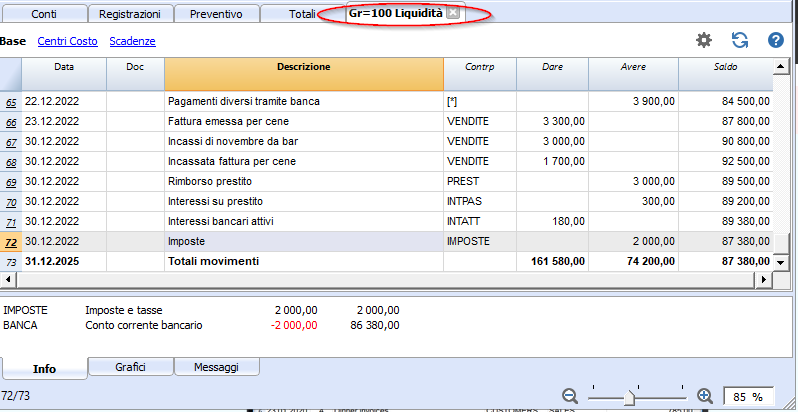 Conti Registrazioni Preventivo Totali Gr=100 Liquidità
Base Centri Costo Scadenze
Data Doc Descrizione Contrp Dare Avere Saldo
65 22.12.2022 Pagamenti diversi tramite banca [*] 3 900,00 84 500,00
66 23.12.2022 Fattura emessa per cene VENDITE 3 300,00 87 800,00
67 30.12.2022 Incassi di novembre da bar VENDITE 3 000,00 90 800,00
68 30.12.2022 Incassata fattura per cene VENDITE 1 700,00 92 500,00
69 30.12.2022 Rimborso prestito PREST 3 000,00 89 500,00
70 30.12.2022 Interessi su prestito INTPAS 300,00 89 200,00
71 30.12.2022 Interessi bancari attivi INTATT 180,00 89 380,00
72 30.12.2022 Imposte IMPOSTE 2 000,00 87 380,00
73 31.12.2025 Totali movimenti 161 580,00 74 200,00 87 380,00
IMPOSTE Imposte e tasse 2 000,00 2 000,00
BANCA Conto corrente bancario -2 000,00 86 380,00
Info Grafici Messaggi
72/73 85 %